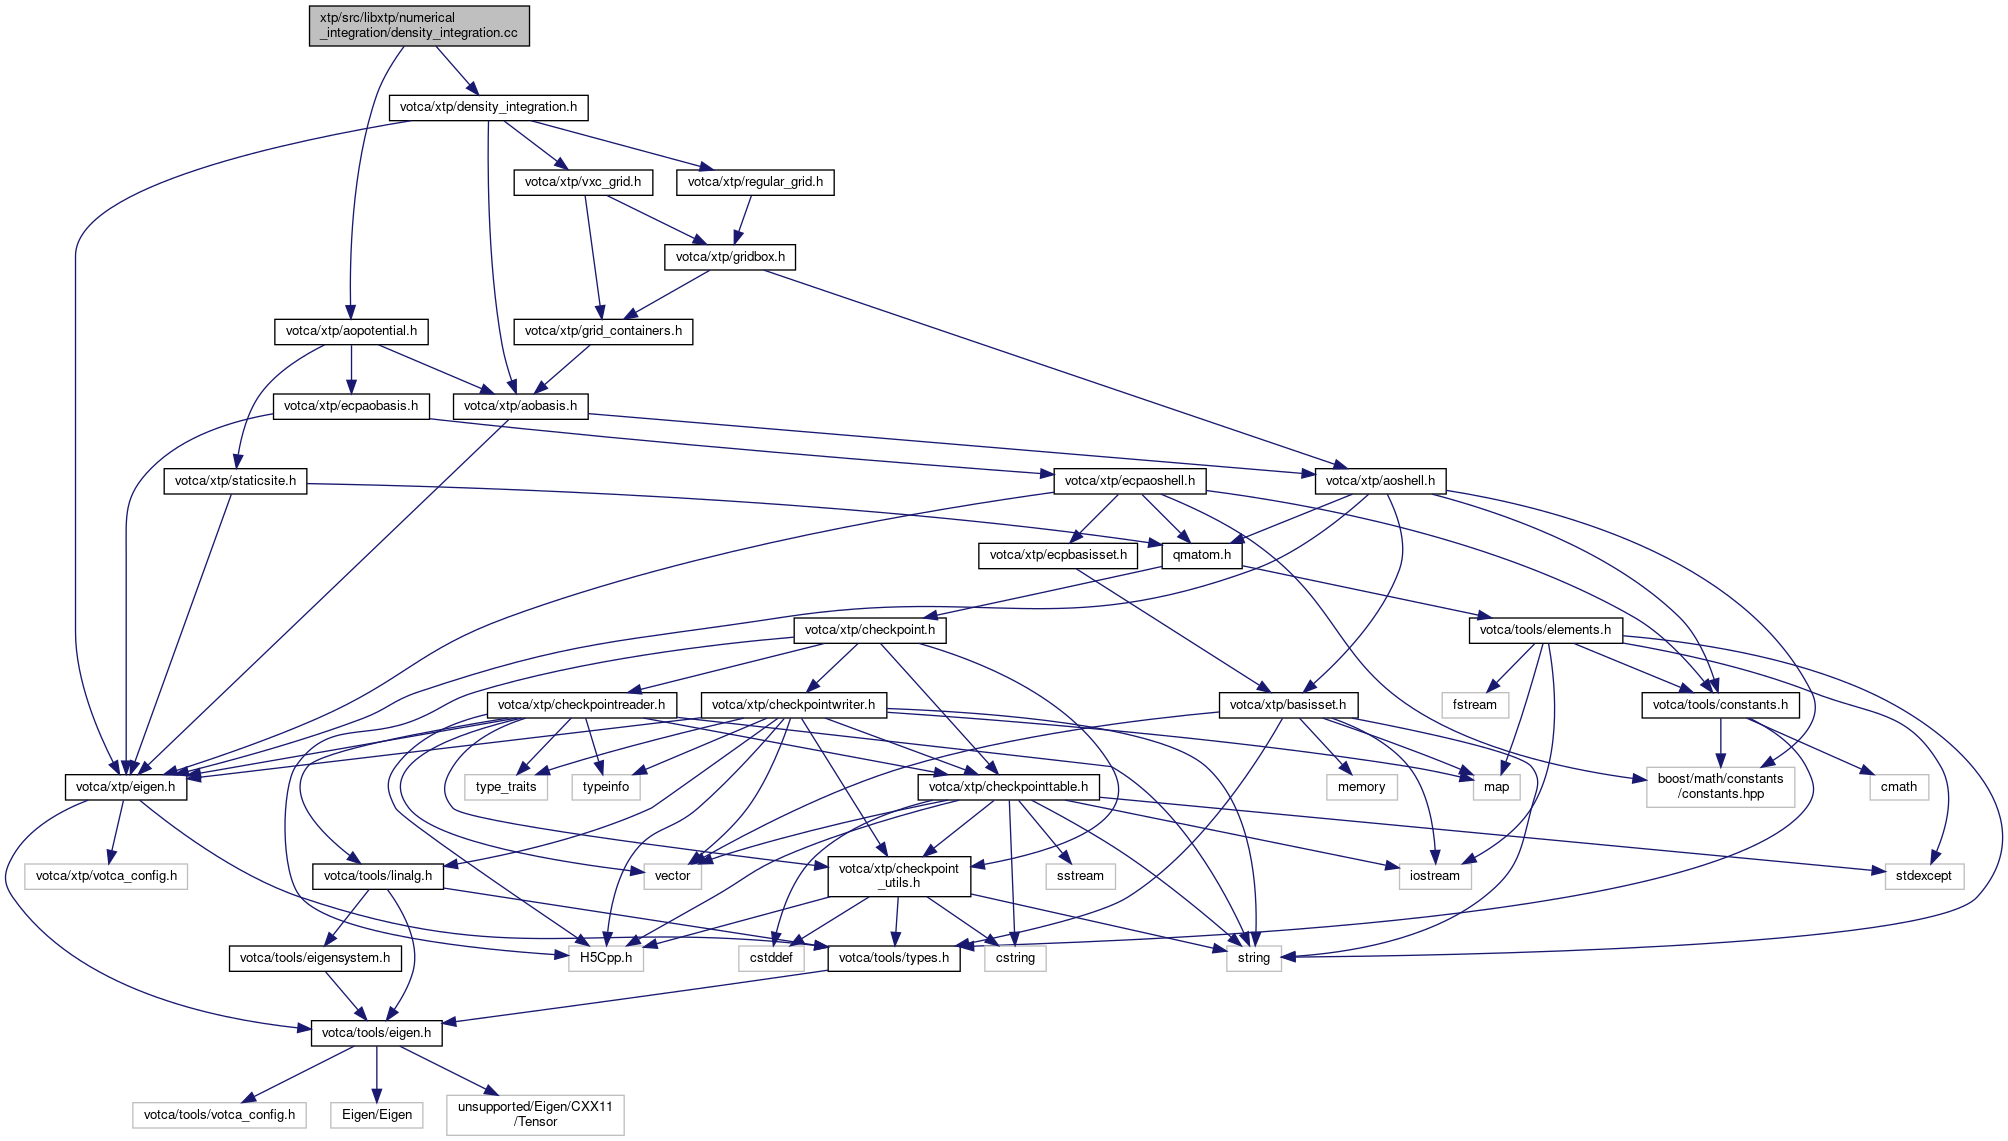 xtp/src/libxtp/numerical
_integration/density_integration.cc
votca/xtp/density_integration.h
votca/xtp/vxc_grid.h
votca/xtp/regular_grid.h
votca/xtp/gridbox.h
votca/xtp/aopotential.h
votca/xtp/grid_containers.h
votca/xtp/ecpaobasis.h
votca/xtp/aobasis.h
votca/xtp/staticsite.h
votca/xtp/ecpaoshell.h
votca/xtp/aoshell.h
votca/xtp/ecpbasisset.h
qmatom.h
votca/xtp/checkpoint.h
votca/tools/elements.h
votca/xtp/checkpointreader.h
votca/xtp/checkpointwriter.h
votca/xtp/basisset.h
fstream
votca/tools/constants.h
votca/xtp/eigen.h
type_traits
typeinfo
votca/xtp/checkpointtable.h
memory
map
boost/math/constants
/constants.hpp
cmath
votca/xtp/votca_config.h
votca/tools/linalg.h
vector
votca/xtp/checkpoint
_utils.h
sstream
iostream
stdexcept
votca/tools/eigensystem.h
H5Cpp.h
cstddef
votca/tools/types.h
cstring
string
votca/tools/eigen.h
votca/tools/votca_config.h
Eigen/Eigen
unsupported/Eigen/CXX11
/Tensor